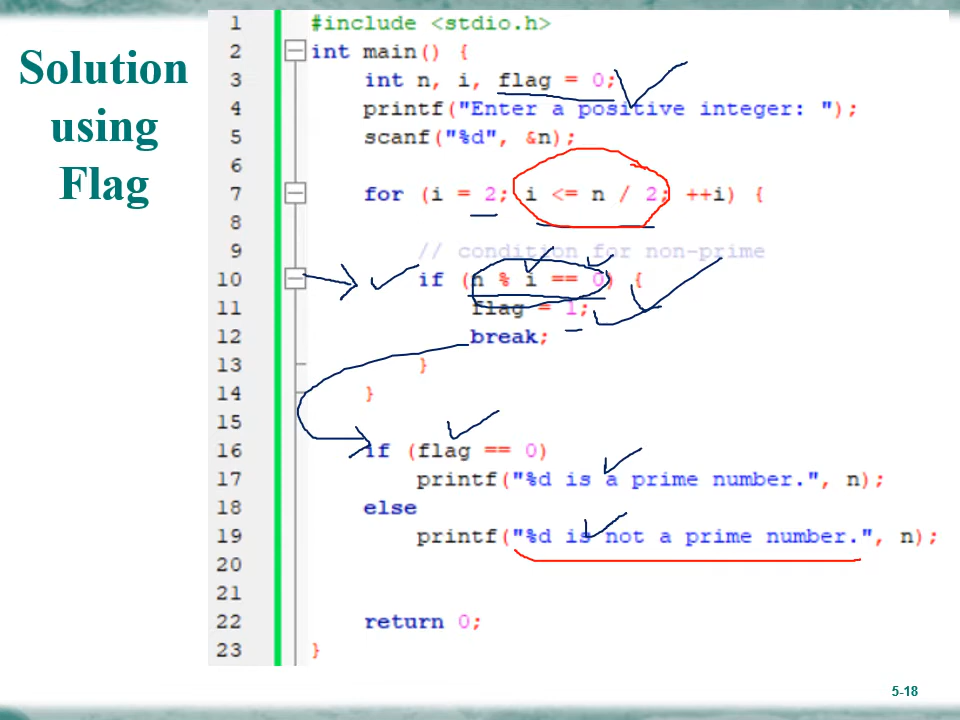 Solution
using
Flag
1 #include <stdio.h>
2 int main() {
3 int n, i, flag = 0;
4 printf("Enter a positive integer: ");
5 scanf("%d", &n);
6
7 for (i = 2; i <= n / 2; ++i) {
8
9 // condition for non-prime
10 if (n % i == 0) {
11 flag = 1;
12 break;
13 }
14 }
15
16 if (flag == 0)
17 printf("%d is a prime number.", n);
18 else
19 printf("%d is not a prime number.", n);
20
21
22 return 0;
23 }
5-18